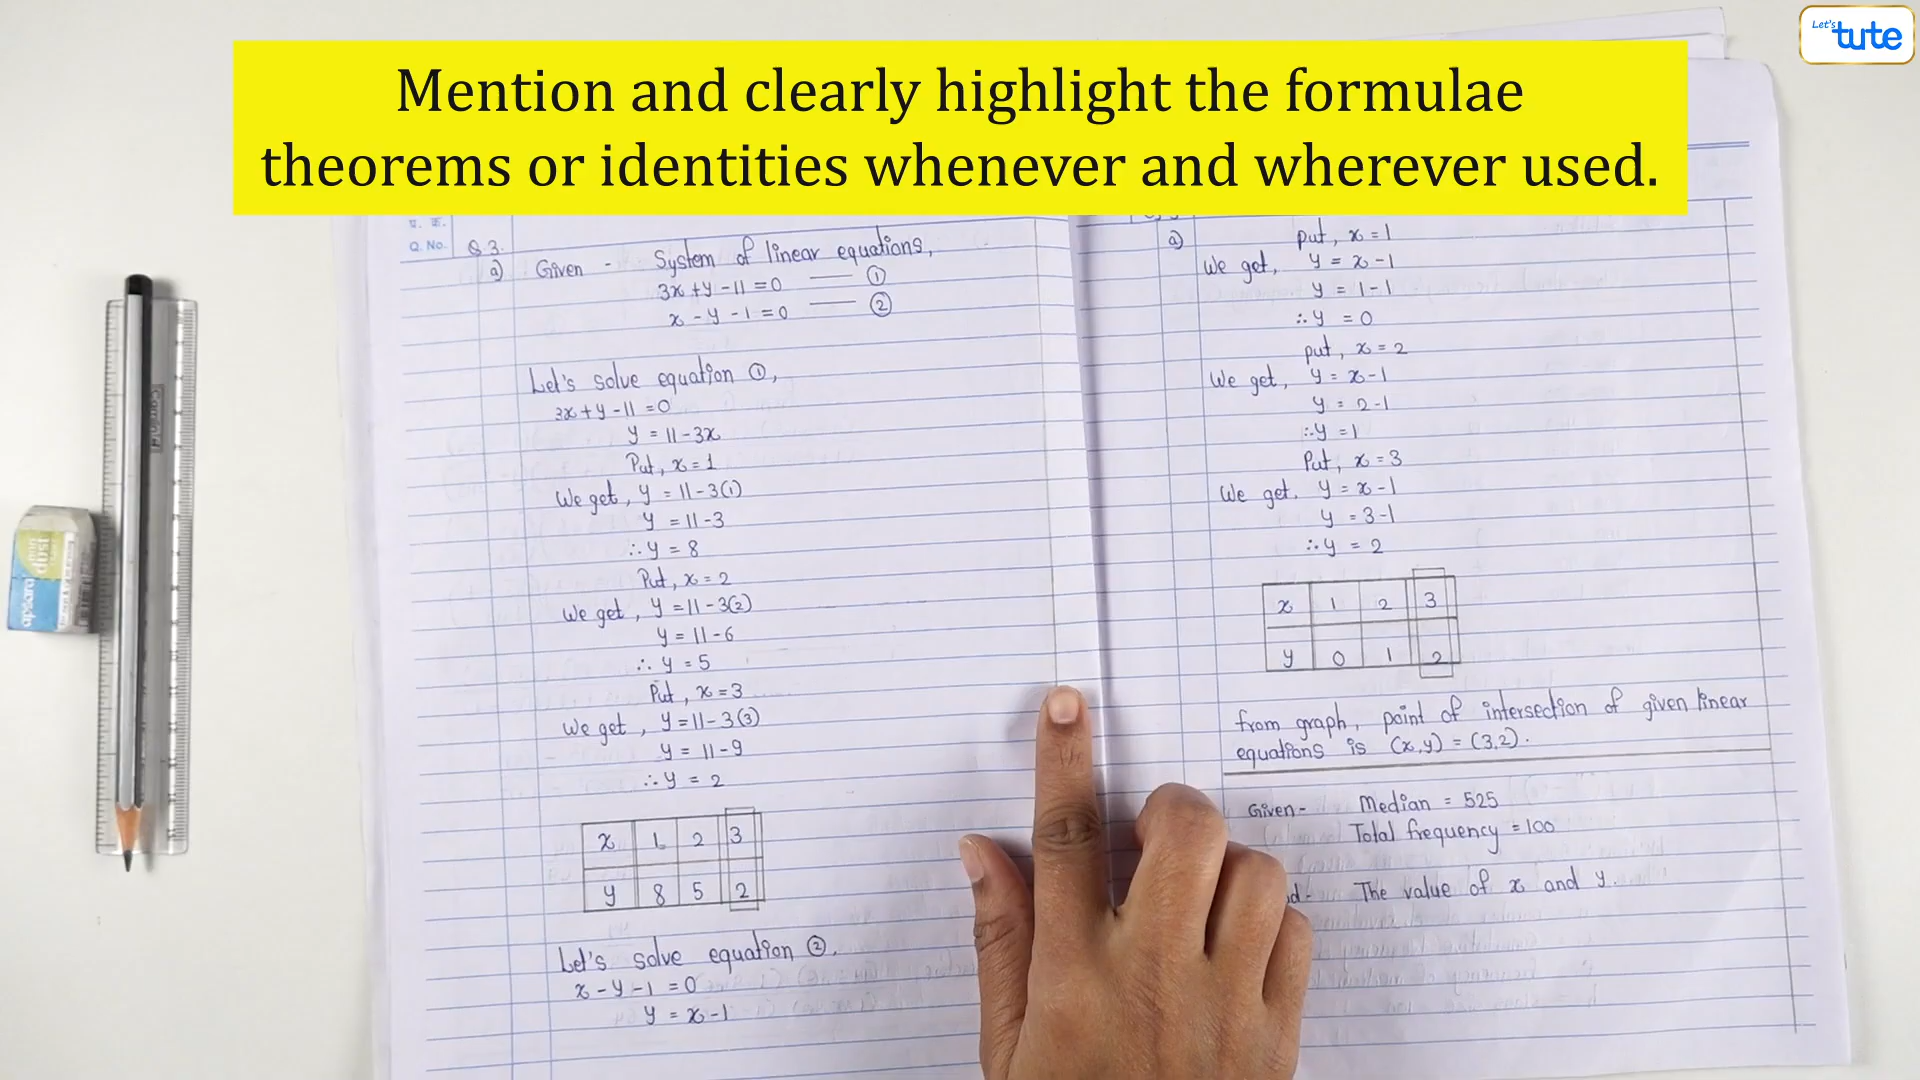 Let's
tute
Mention and clearly highlight the formulae
theorems or identities whenever and wherever used.
Q. No.
Q 3.
a)
Given - System of linear equations,
3x+y-11=0 —— ①
x-y-1=0 —— ②
Let's solve equation ①,
3x+y-11=0
y = 11-3x
Put, x=1
We get, y = 11-3(1)
y = 11-3
∴ y = 8
Put, x=2
We get, y = 11-3(2)
y = 11-6
∴ y = 5
Put, x=3
We get, y = 11-3(3)
y = 11-9
∴ y = 2
x 1 2 3
y 8 5 2
Let's solve equation ②.
x-y-1=0
y = x-1
a)
put, x=1
We get, y = x-1
y = 1-1
∴ y = 0
put, x=2
We get, y = x-1
y = 2-1
∴ y = 1
Put, x=3
We get. y = x-1
y = 3-1
∴ y = 2
x 1 2 3
y 0 1 2
from graph, point of intersection of given linear
equations is (x,y) = (3,2).
Given- Median = 525
Total frequency = 100
The value of x and y.
apsara
non
dust